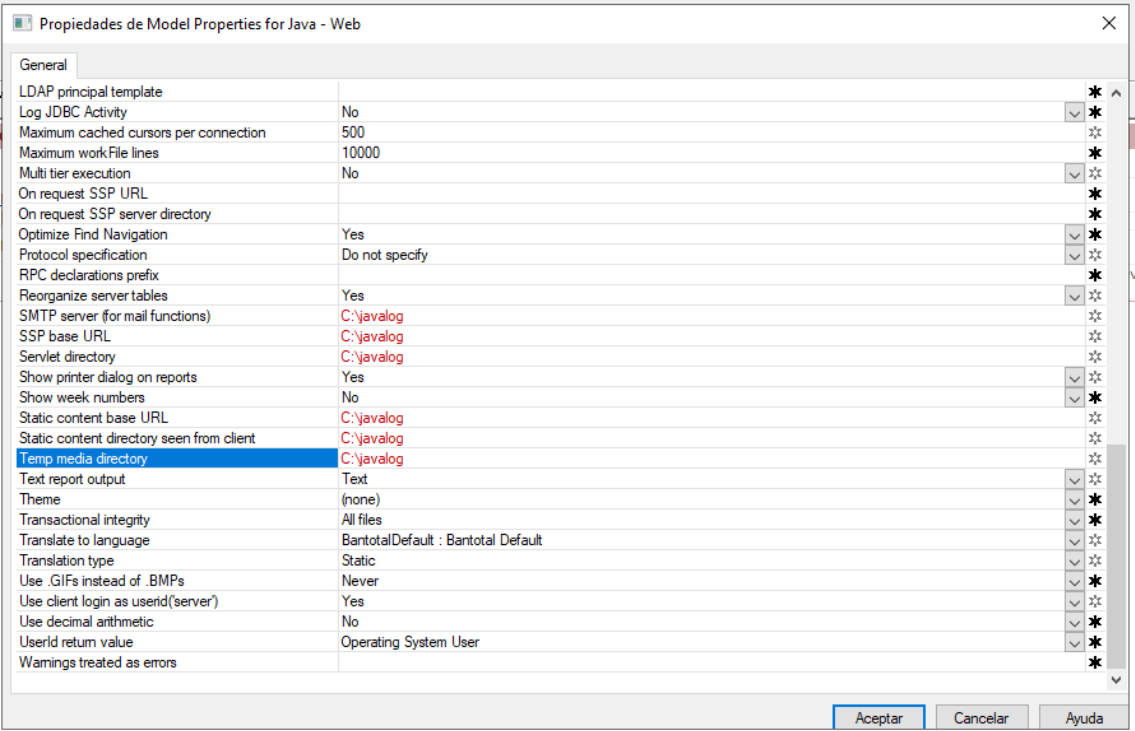 Propiedades de Model Properties for Java - Web
General
LDAP principal template
Log JDBC Activity No
Maximum cached cursors per connection 500
Maximum workFile lines 10000
Multi tier execution No
On request SSP URL
On request SSP server directory
Optimize Find Navigation Yes
Protocol specification Do not specify
RPC declarations prefix
Reorganize server tables Yes
SMTP server (for mail functions) C:\javalog
SSP base URL C:\javalog
Servlet directory C:\javalog
Show printer dialog on reports Yes
Show week numbers No
Static content base URL C:\javalog
Static content directory seen from client C:\javalog
Temp media directory C:\javalog
Text report output Text
Theme (none)
Transactional integrity All files
Translate to language BantotalDefault : Bantotal Default
Translation type Static
Use .GIFs instead of .BMPs Never
Use client login as userid('server') Yes
Use decimal arithmetic No
UserId return value Operating System User
Warnings treated as errors
Aceptar Cancelar Ayuda